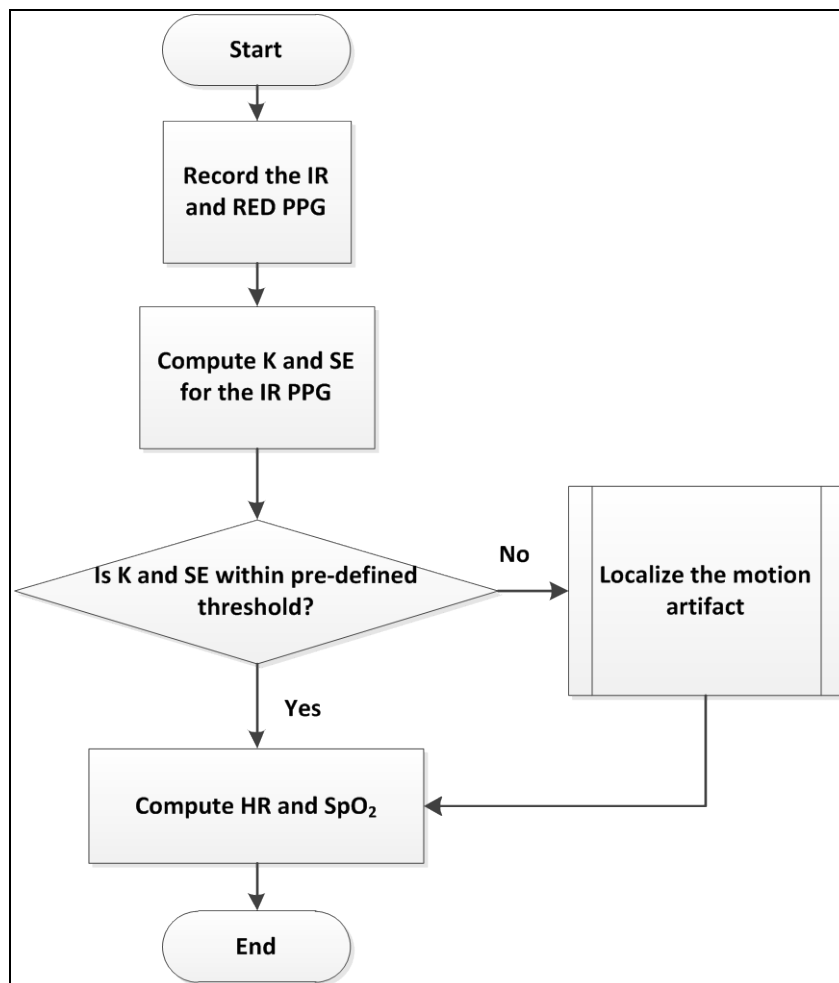 Start
Record the IR
and RED PPG
Compute K and SE
for the IR PPG
Is K and SE within pre-defined
threshold?
No
Localize the motion
artifact
Yes
Compute HR and SpO₂
End